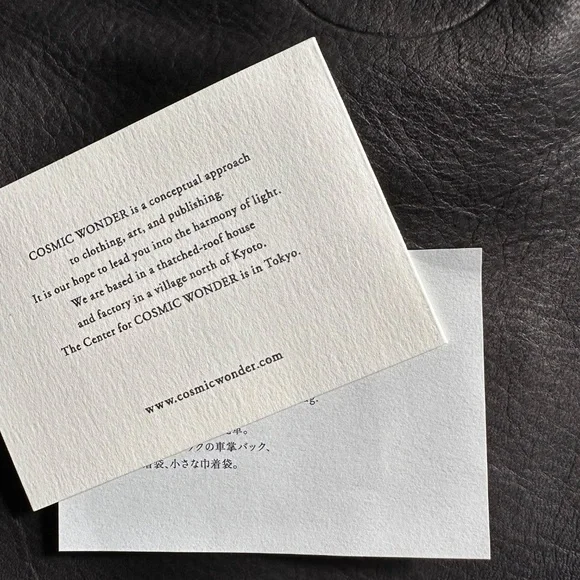 COSMIC WONDER is a conceptual approach
to clothing, art, and publishing.
It is our hope to lead you into the harmony of light.
We are based in a thatched-roof house
and factory in a village north of Kyoto.
The Center for COSMIC WONDER is in Tokyo.
www.cosmicwonder.com
クの車掌バック、
袋、小さな巾着袋。